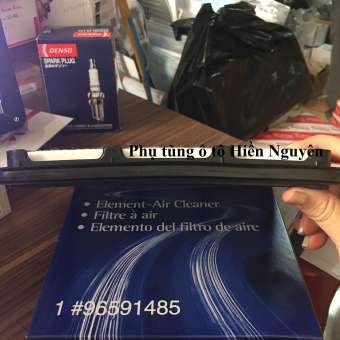 DENSO
SPARK PLUG
Phụ tùng ô tô Hiền Nguyên
• Element-Air Cleaner
• Filtre à air
• Elemento del filtro de aire
1 #96591485